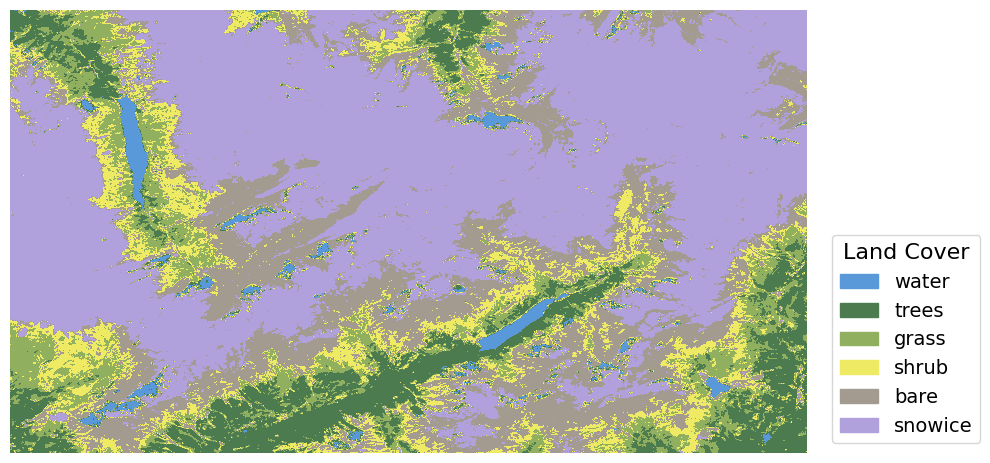 Land Cover
water
trees
grass
shrub
bare
snowice